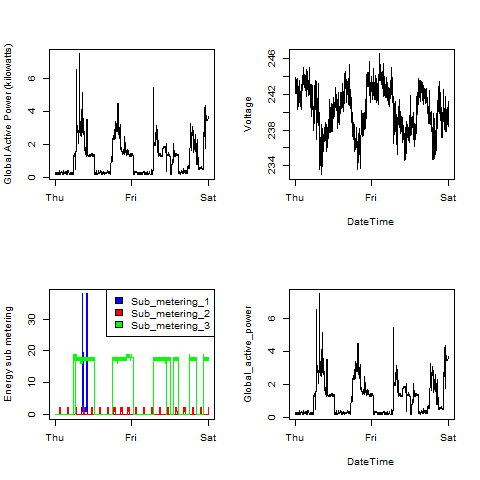 Global Active Power (kilowatts)
0 2 4 6
Thu Fri Sat
Voltage
234 238 242 246
Thu Fri Sat
DateTime
Energy sub metering
0 10 20 30
Thu Fri Sat
Sub_metering_1
Sub_metering_2
Sub_metering_3
Global_active_power
0 2 4 6
Thu Fri Sat
DateTime